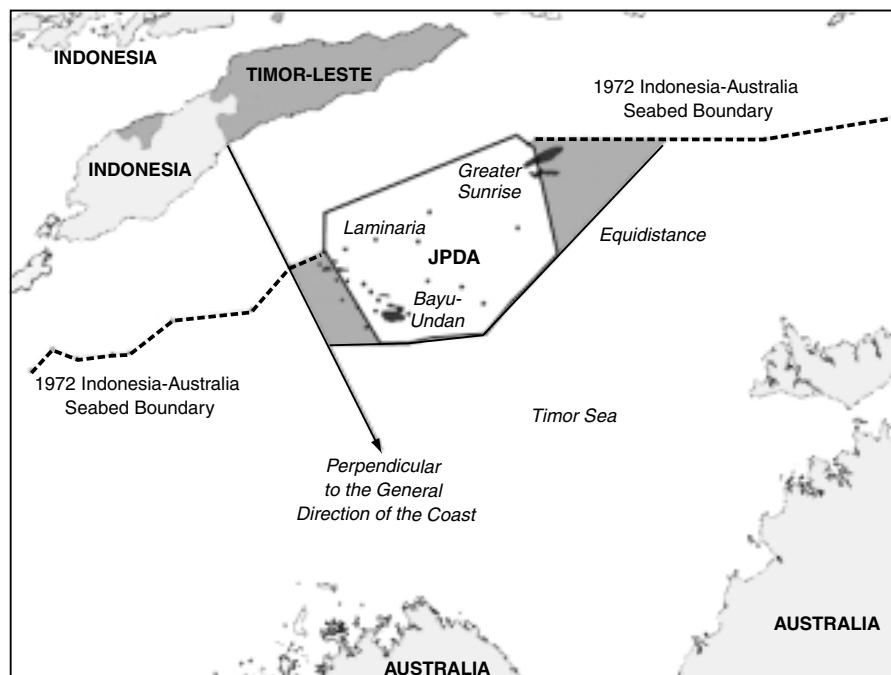 INDONESIA
TIMOR-LESTE
1972 Indonesia-Australia
Seabed Boundary
INDONESIA
Greater
Sunrise
Laminaria
Equidistance
JPDA
Bayu-
Undan
1972 Indonesia-Australia
Seabed Boundary
Timor Sea
Perpendicular
to the General
Direction of the Coast
AUSTRALIA
AUSTRALIA